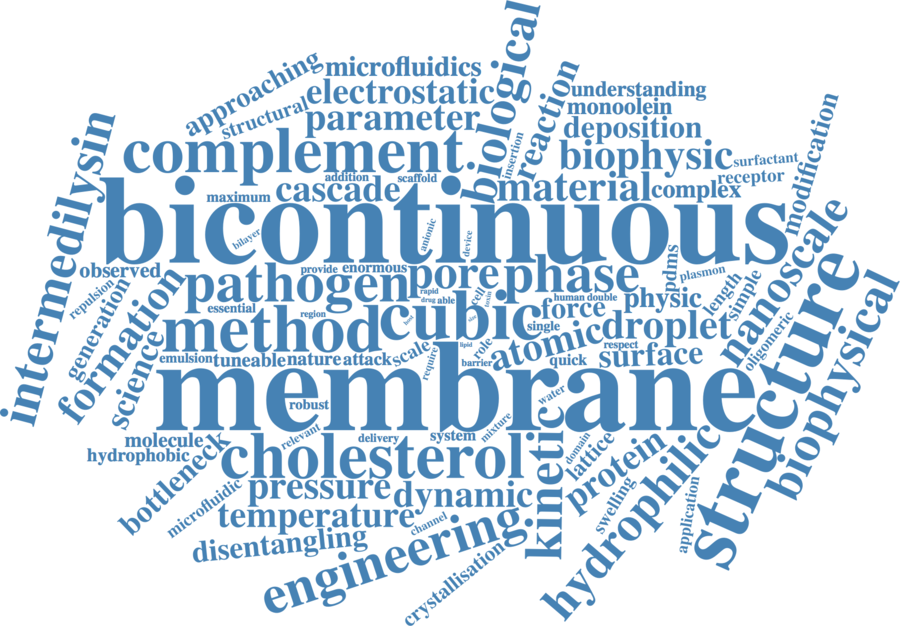 biological
approaching
microfluidics
electrostatic
structural
parameter
reaction
understanding
monoolein
deposition
insertion
complement
biophysic
surfactant
receptor
modification
addition
scaffold
cascade
maximum
material
complex
intermedilysin
bicontinuous
bilayer
anionic
device
nanoscale
observed
repulsion
generation
formation
provide
enormous
pathogen
pore
phase
pdms
plasmon
length
simple
essential
region
rapid
drug
able
cell
human
double
physic
force
science
method
cubic
single
atomic
droplet
oligomeric
structure
biophysical
emulsion
tuneable
nature
attack
scale
require
lipid
role
barrier
quick
respect
surface
membrane
robust
water
molecule
hydrophobic
bottleneck
relevant
delivery
system
mixture
kinetic
domain
lattice
protein
hydrophilic
cholesterol
microfluidic
pressure
dynamic
swelling
application
temperature
channel
disentangling
engineering
crystallisation